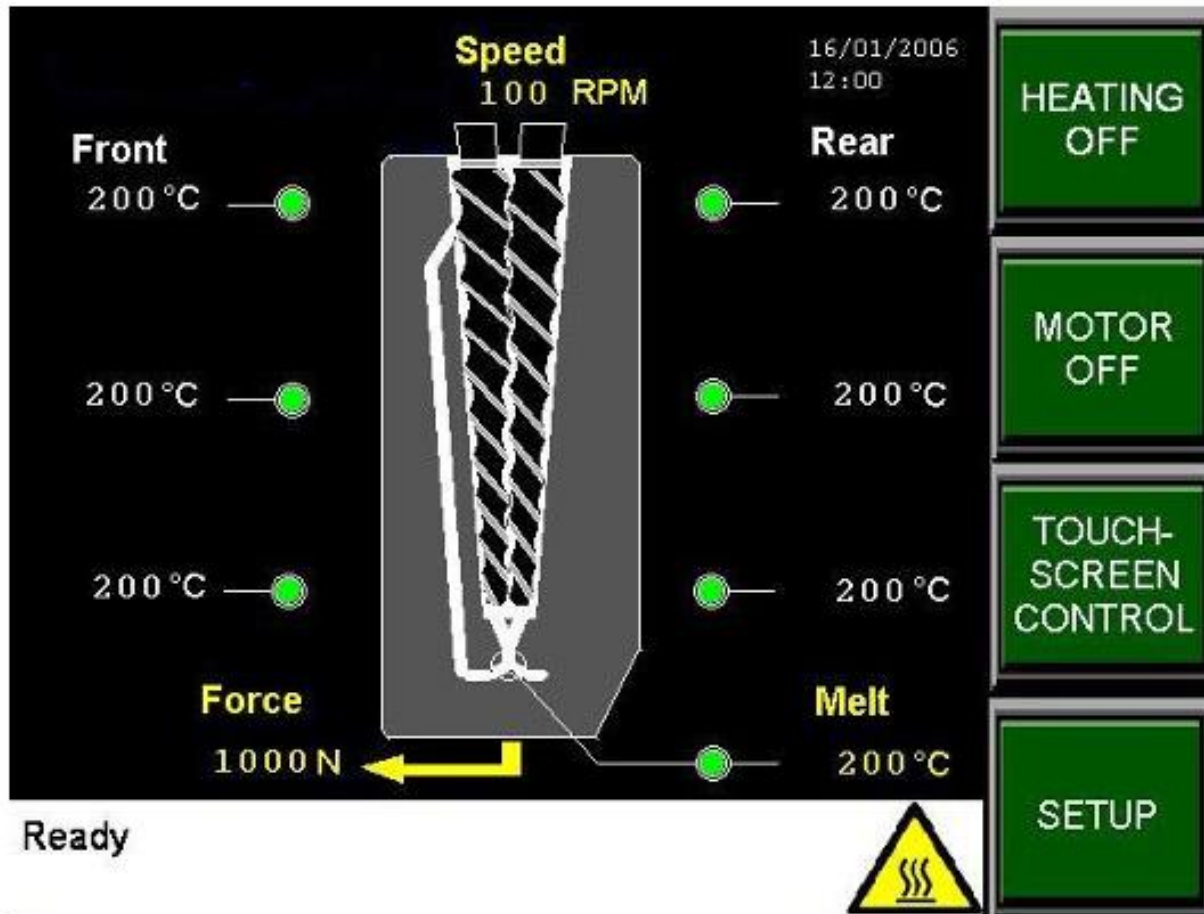 Speed
100 RPM
16/01/2006
12:00
Front
200°C
Rear
200°C
200°C
200°C
200°C
200°C
Force
1000N
Melt
200°C
Ready
HEATING
OFF
MOTOR
OFF
TOUCH-
SCREEN
CONTROL
SETUP